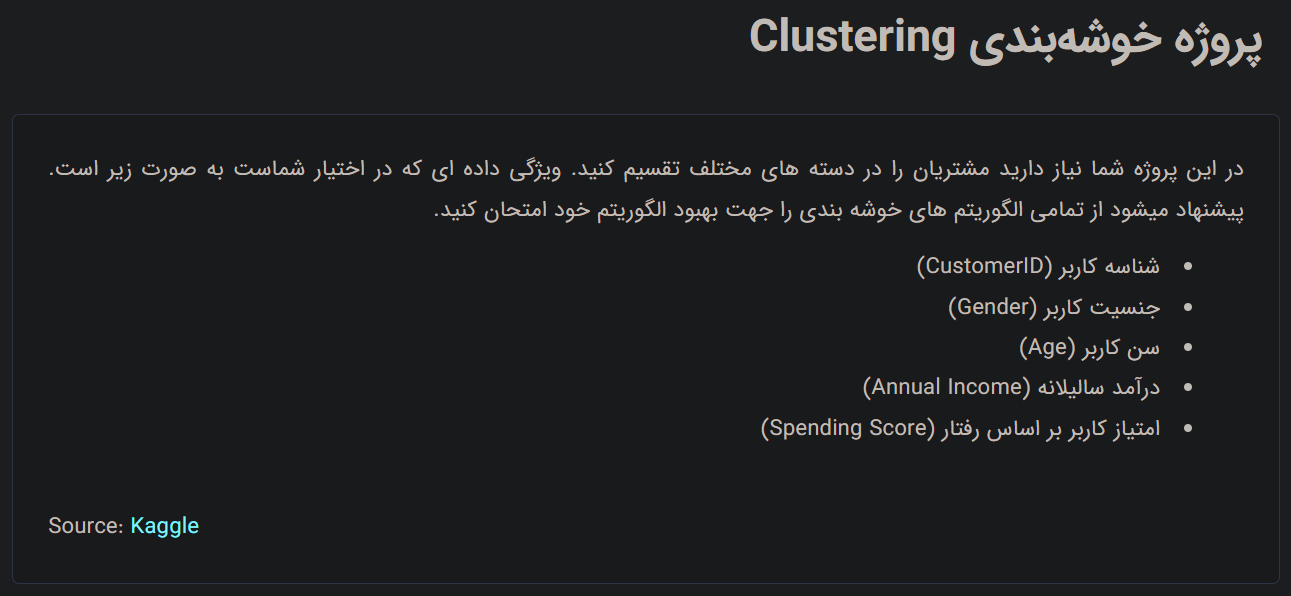 پروژه خوشه‌بندی Clustering
در این پروژه شما نیاز دارید مشتریان را در دسته های مختلف تقسیم کنید. ویژگی داده ای که در اختیار شماست به صورت زیر است.
پیشنهاد میشود از تمامی الگوریتم های خوشه بندی را جهت بهبود الگوریتم خود امتحان کنید.
• شناسه کاربر (CustomerID)
• جنسیت کاربر (Gender)
• سن کاربر (Age)
• درآمد سالیلانه (Annual Income)
• امتیاز کاربر بر اساس رفتار (Spending Score)
Source: Kaggle